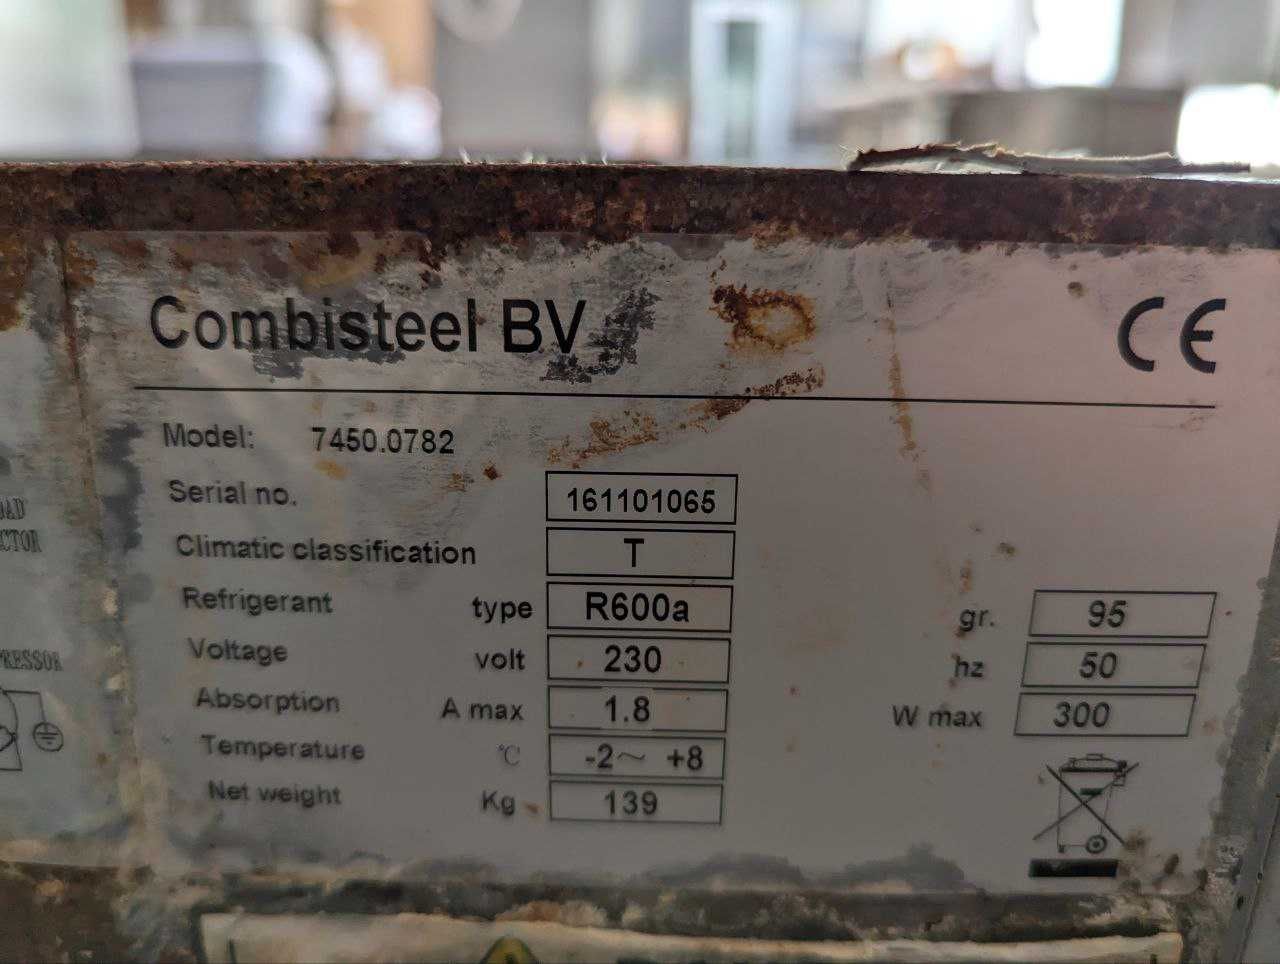 Combisteel BV
CE
Model: 7450.0782
Serial no. 161101065
Climatic classification T
Refrigerant type R600a gr. 95
Voltage volt 230 hz 50
Absorption A max 1.8 W max 300
Temperature °C -2~ +8
Net weight Kg 139